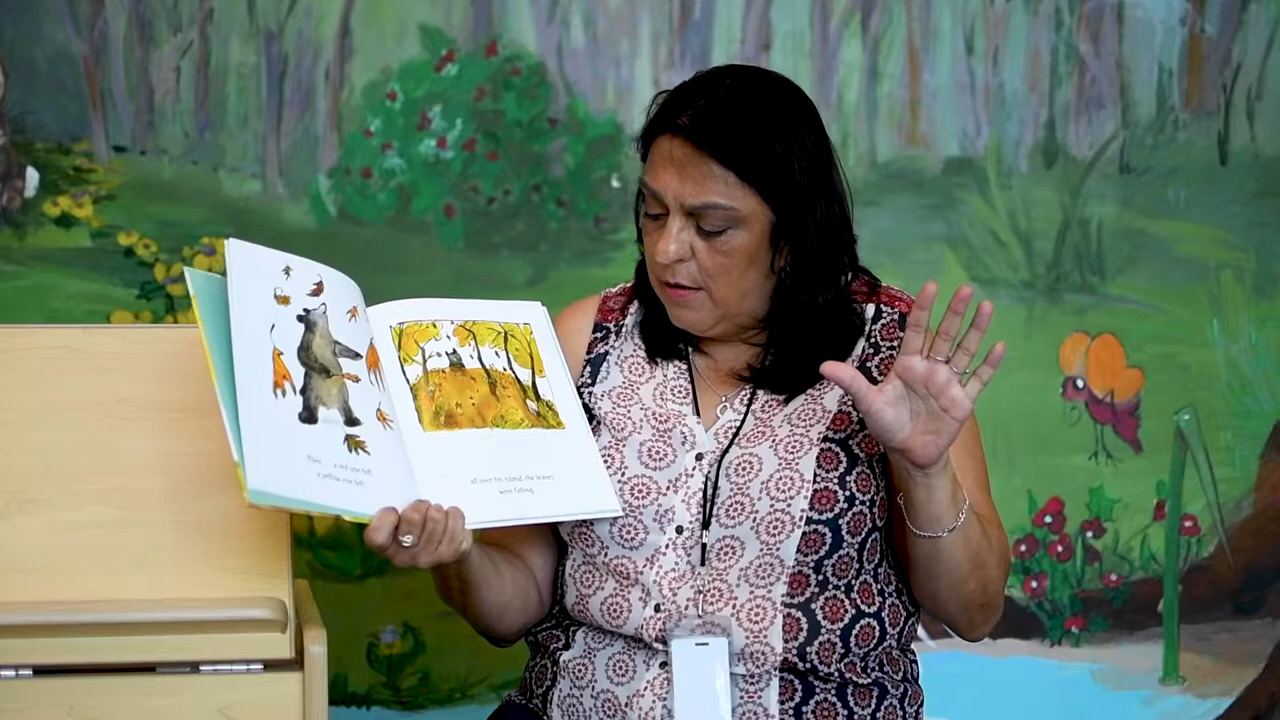 Then... a red one fell,
a yellow one fell.
all over his island, the leaves
were falling.